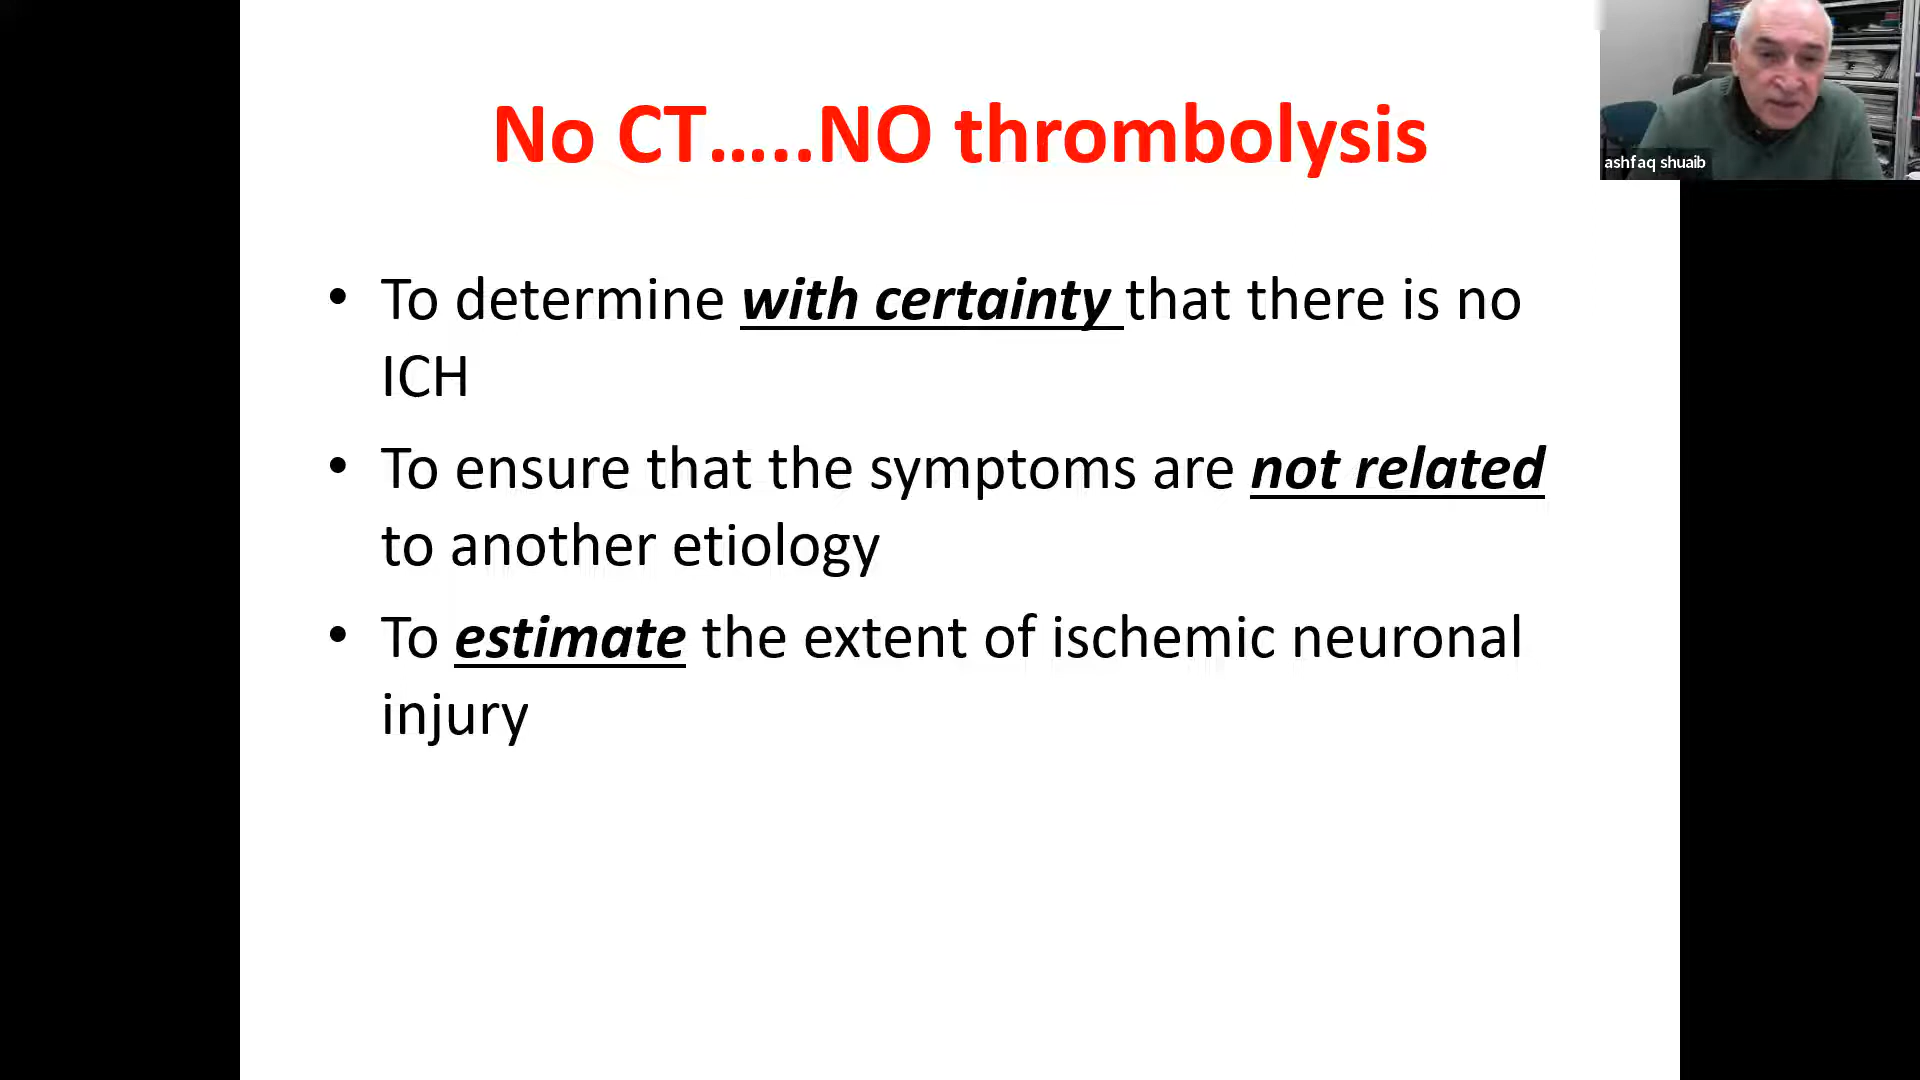 No CT.....NO thrombolysis
ashfaq shuaib
• To determine with certainty that there is no
ICH
• To ensure that the symptoms are not related
to another etiology
• To estimate the extent of ischemic neuronal
injury